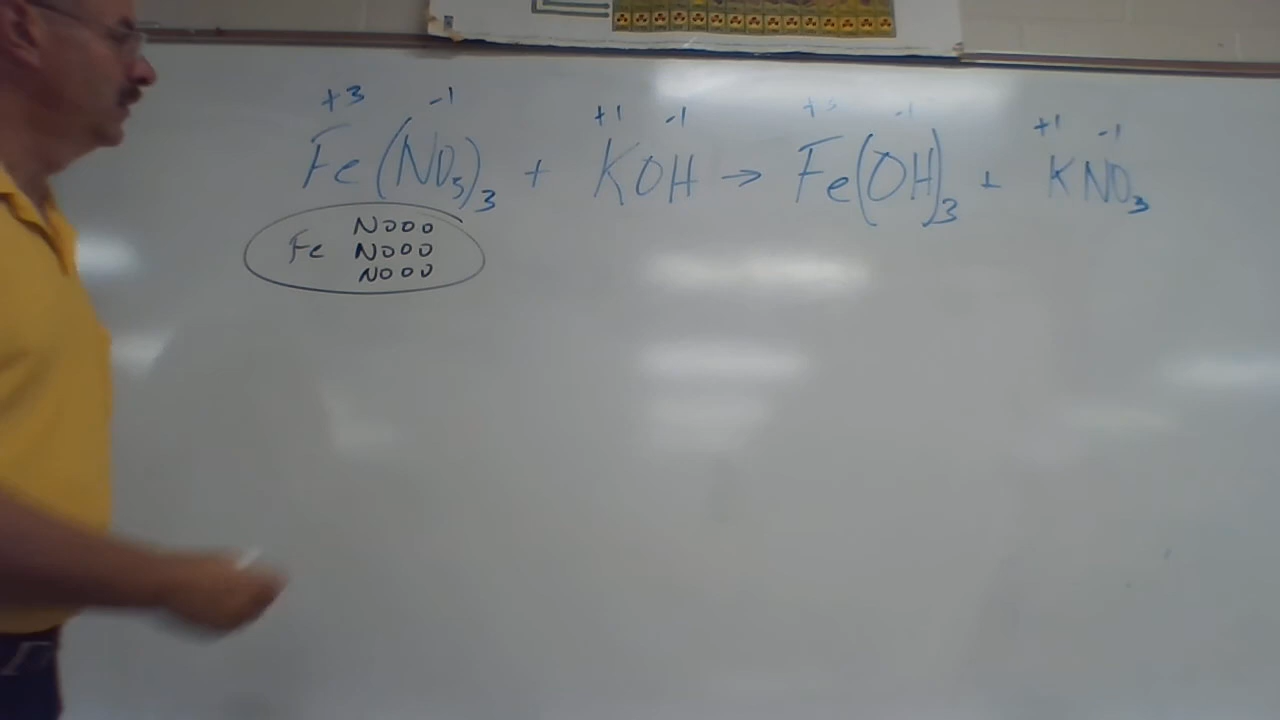 +3 -1 +1 -1 +3 -1 +1 -1
Fe(NO3)3 + KOH → Fe(OH)3 + KNO3
NOOO
Fe NOOO
NOOO